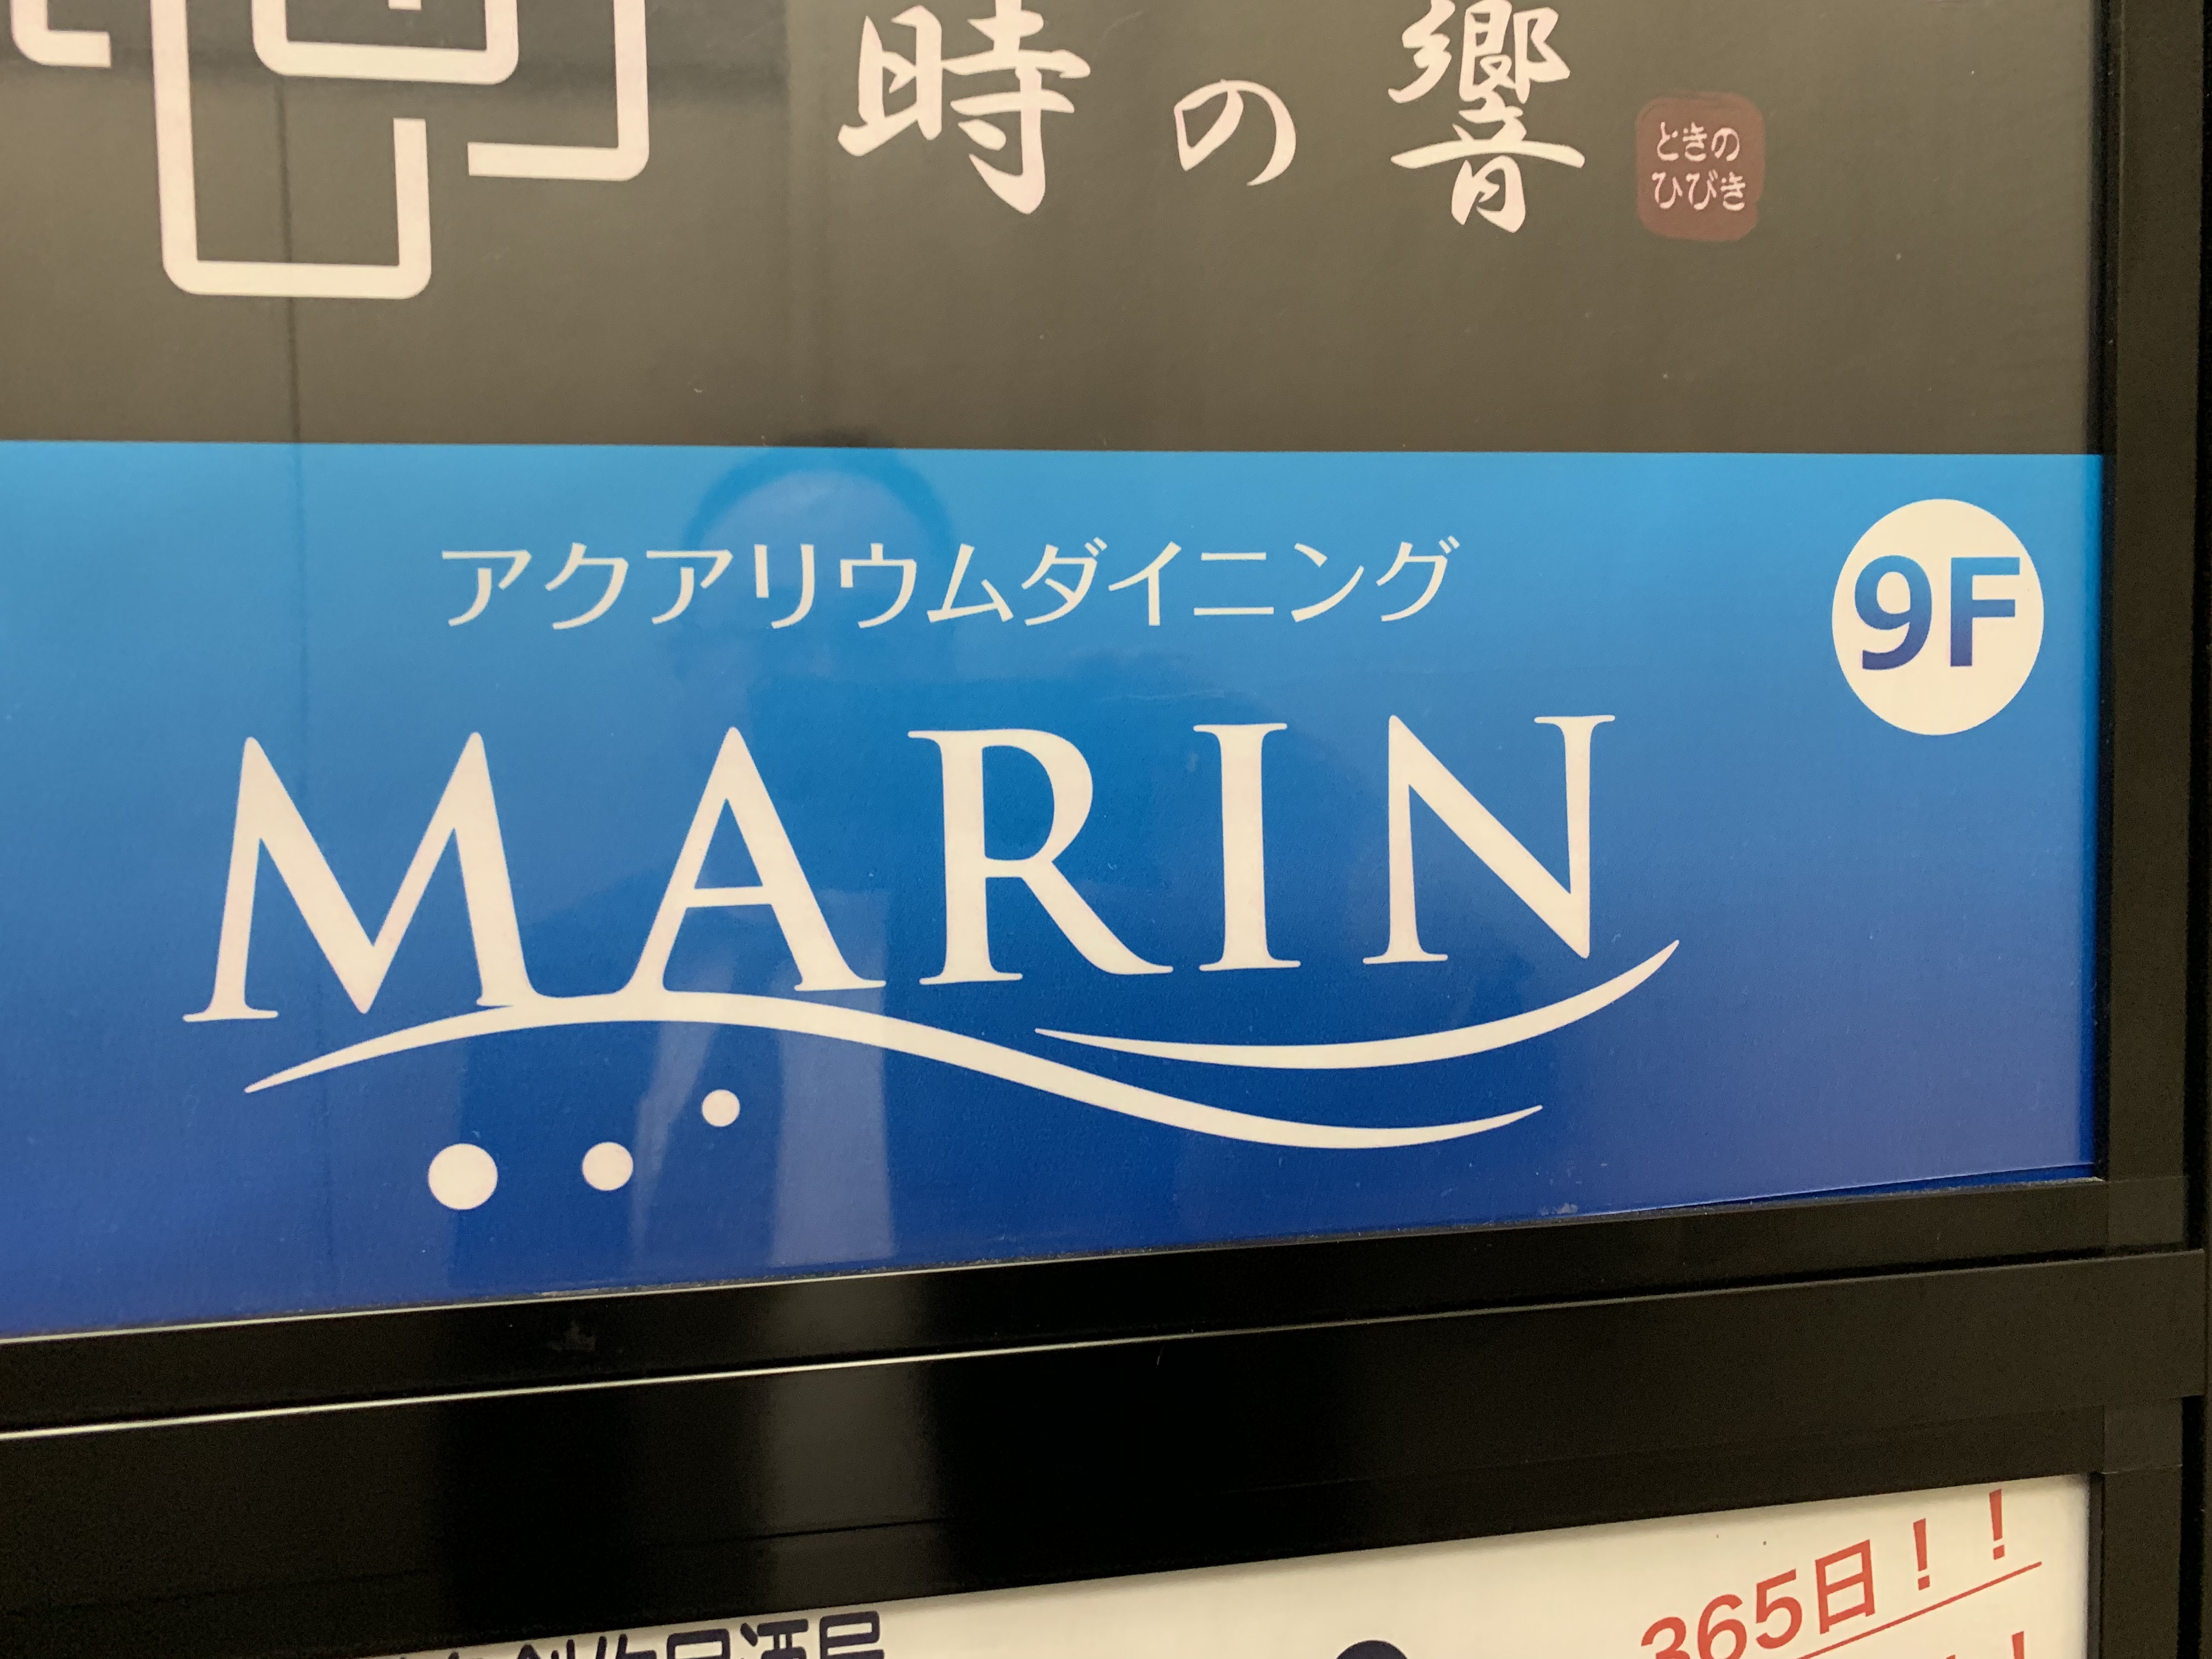 時の響
ときの
ひびき
アクアリウムダイニング
9F
MARIN
365日！！